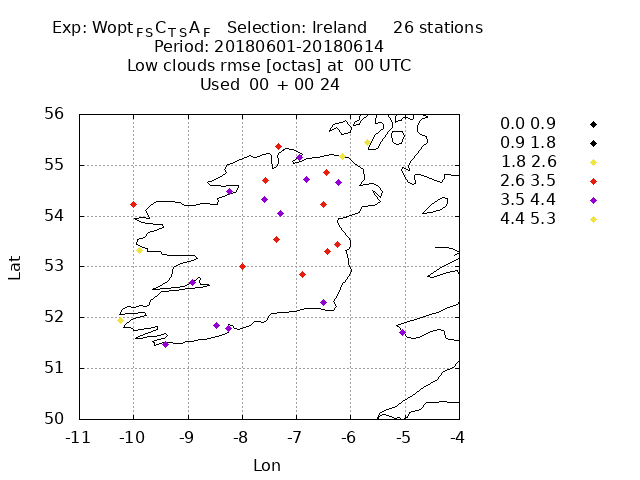 Exp: WoptFSCTSAF Selection: Ireland 26 stations
Period: 20180601-20180614
Low clouds rmse [octas] at 00 UTC
Used 00 + 00 24
56
55
54
53
52
51
50
-11 -10 -9 -8 -7 -6 -5 -4
Lat
Lon
0.0 0.9
0.9 1.8
1.8 2.6
2.6 3.5
3.5 4.4
4.4 5.3